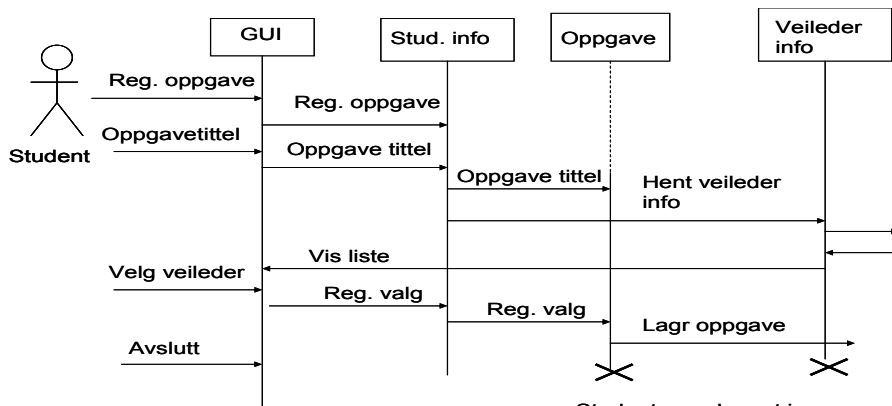 GUI
Stud. info
Oppgave
Veileder
info
Reg. oppgave
Reg. oppgave
Oppgavetittel
Student
Oppgave tittel
Oppgave tittel
Hent veileder
info
Vis liste
Velg veileder
Reg. valg
Reg. valg
Lagr oppgave
Avslutt